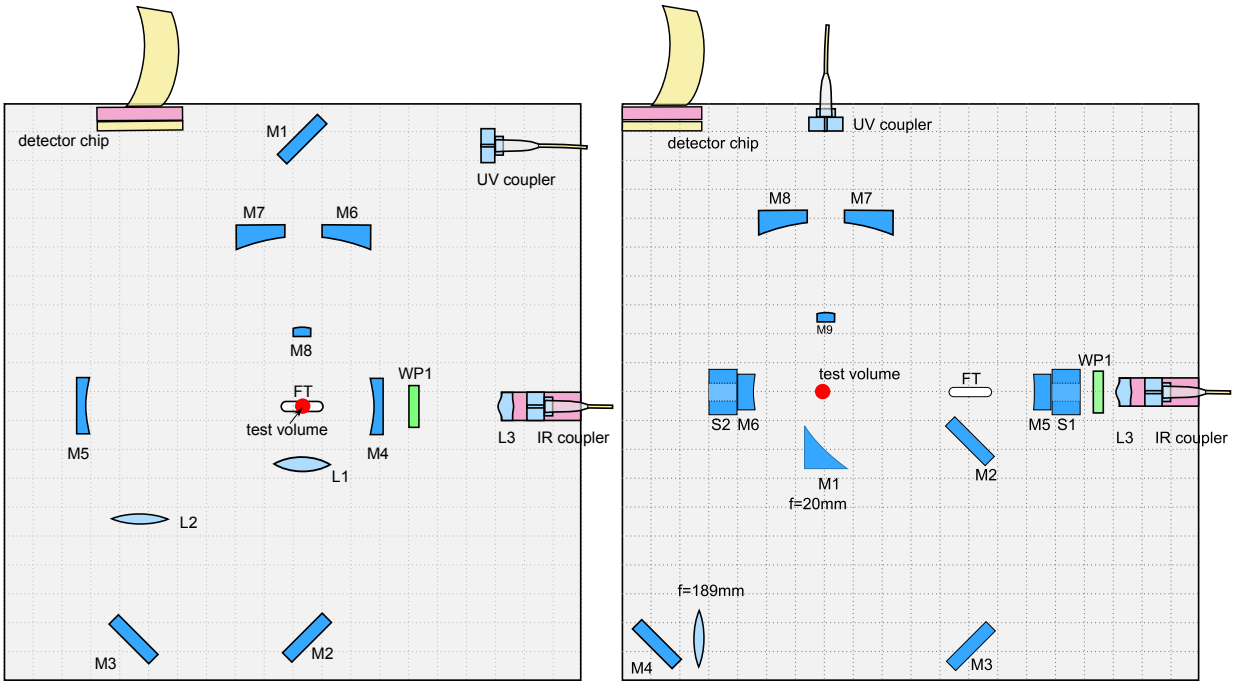 detector chip
M1
UV coupler
M7
M6
M8
FT
test volume
WP1
M5
M4
L3
IR coupler
L1
L2
M3
M2
detector chip
UV coupler
M8
M7
M9
test volume
FT
WP1
S2
M6
M5
S1
L3
IR coupler
M1
f=20mm
M2
f=189mm
M4
M3